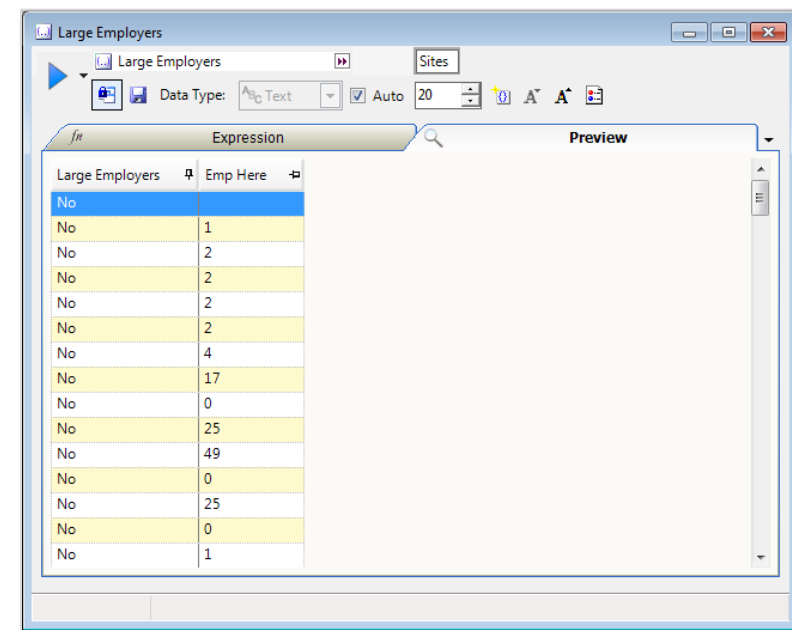 Large Employers
Large Employers Sites
Data Type: ABC Text Auto 20 A A
fx Expression Preview
Large Employers Emp Here
No
No 1
No 2
No 2
No 2
No 2
No 4
No 17
No 0
No 25
No 49
No 0
No 25
No 0
No 1